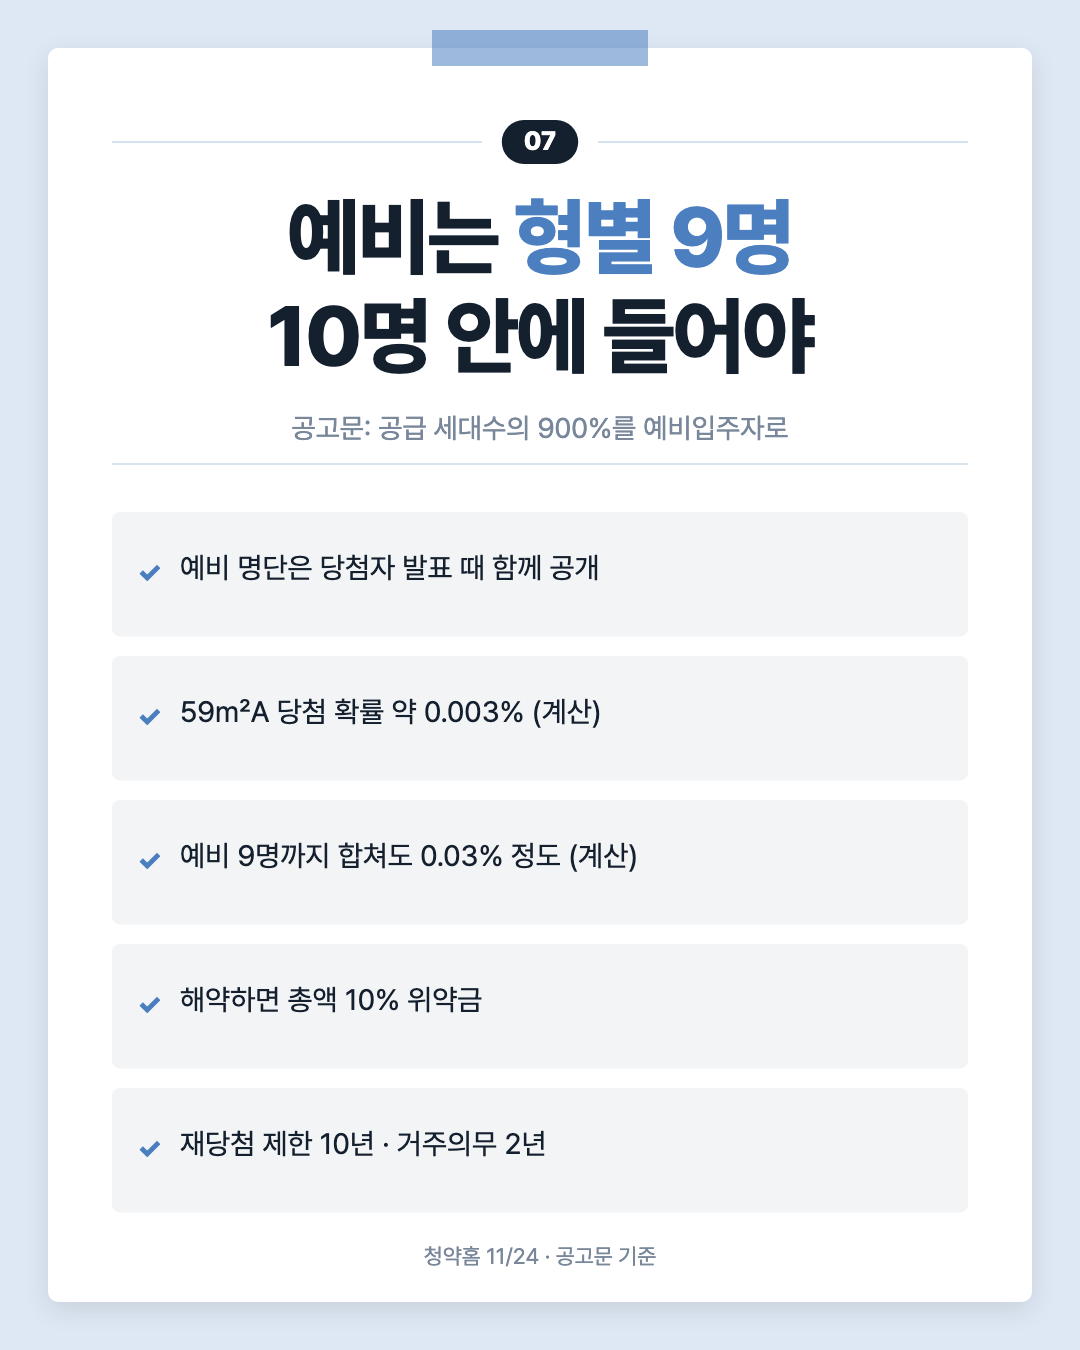 07
예비는 형별 9명
10명 안에 들어야
공고문: 공급 세대수의 900%를 예비입주자로
예비 명단은 당첨자 발표 때 함께 공개
59m²A 당첨 확률 약 0.003% (계산)
예비 9명까지 합쳐도 0.03% 정도 (계산)
해약하면 총액 10% 위약금
재당첨 제한 10년 · 거주의무 2년
청약홈 11/24 · 공고문 기준